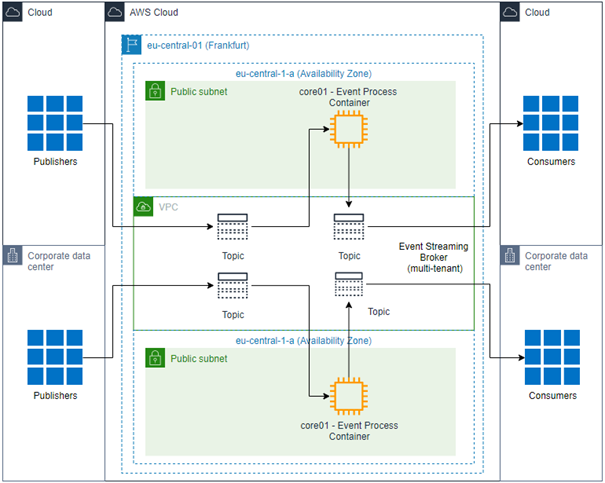 Cloud
AWS Cloud
Cloud
eu-central-01 (Frankfurt)
eu-central-1-a (Availability Zone)
Public subnet
core01 - Event Process
Container
Publishers
Consumers
VPC
Topic
Topic
Event Streaming
Broker
(multi-tenant)
Corporate data
center
Corporate data
center
Topic
Topic
eu-central-1-a (Availability Zone)
Public subnet
Publishers
Consumers
core01 - Event Process
Container